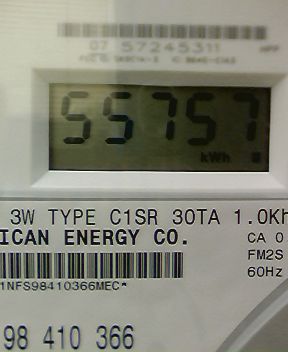 07 57245311
55757
kWh
3W TYPE C1SR 30TA 1.0Kh
ICAN ENERGY CO.
CA 0
FM2S
60Hz
1NFS98410366MEC*
98 410 366